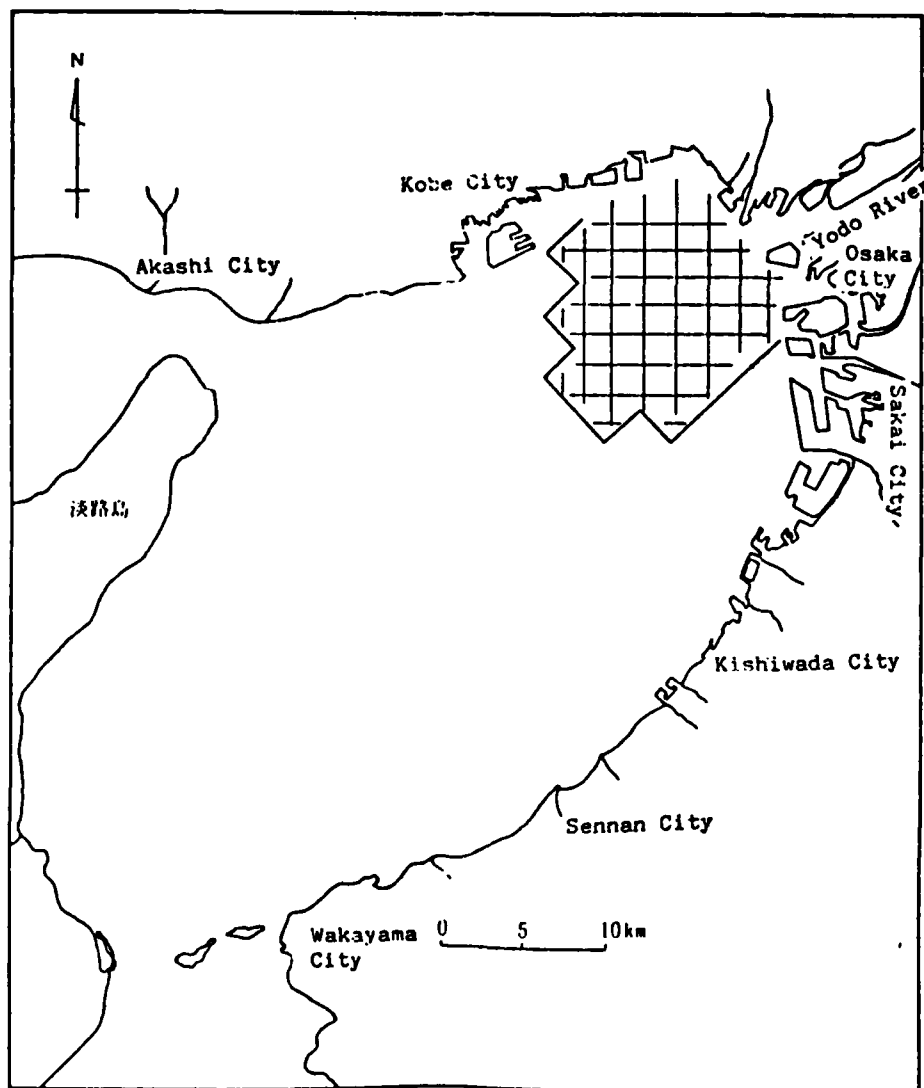 N
Kobe City
Yodo River
Osaka
City
Akashi City
Sakai City
淡路島
Kishiwada City
Sennan City
Wakayama
City
0 5 10km